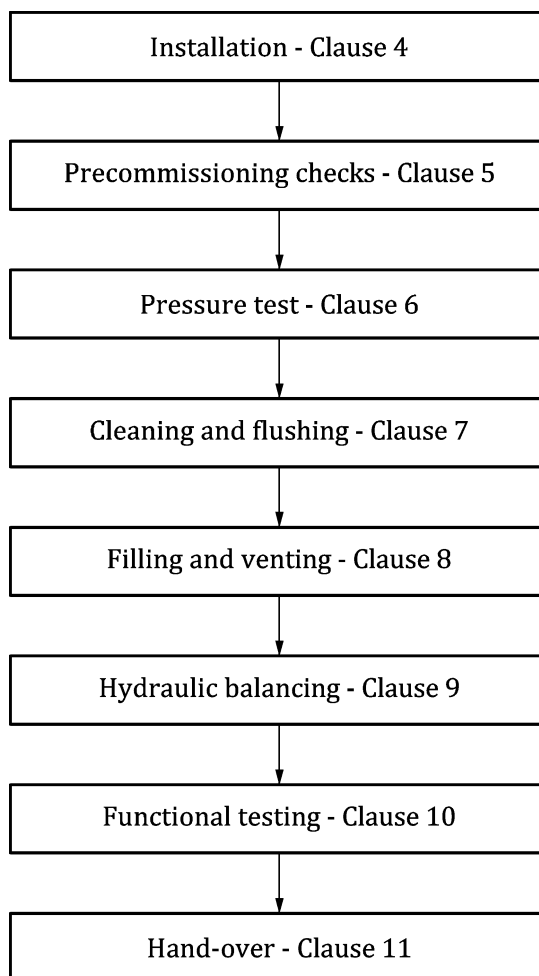 Installation - Clause 4
Precommissioning checks - Clause 5
Pressure test - Clause 6
Cleaning and flushing - Clause 7
Filling and venting - Clause 8
Hydraulic balancing - Clause 9
Functional testing - Clause 10
Hand-over - Clause 11